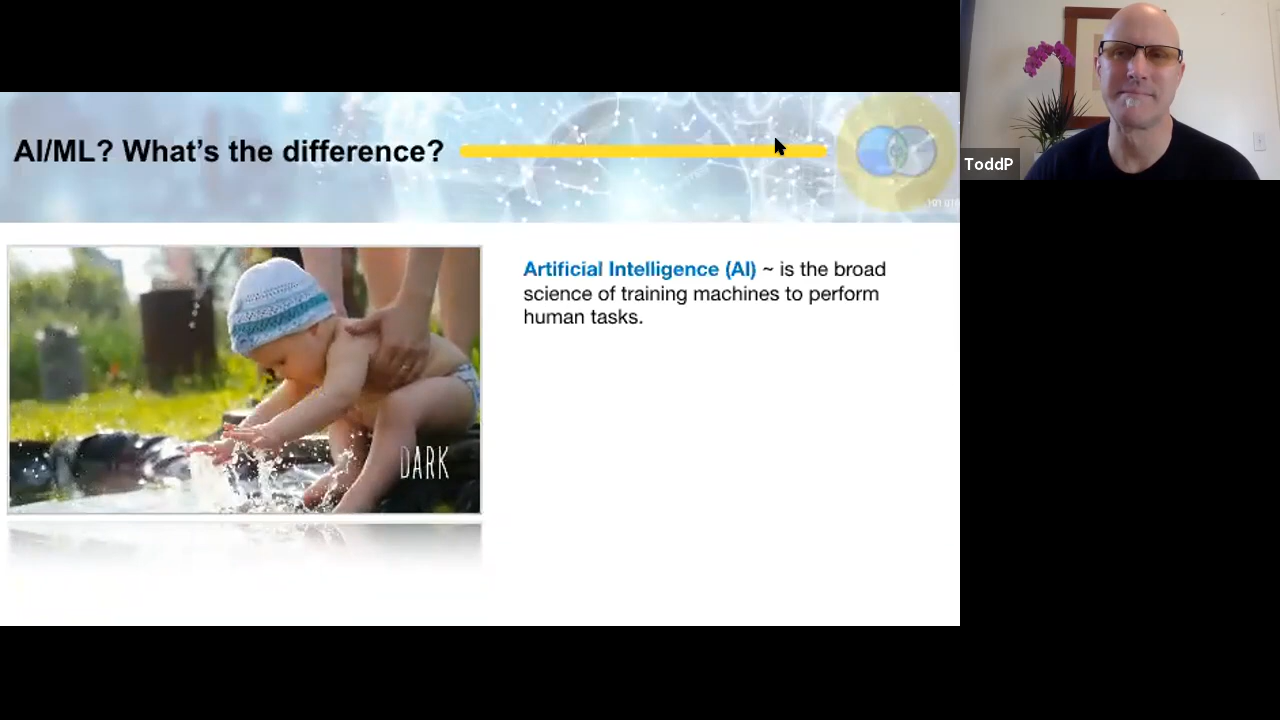 AI/ML? What's the difference?
ToddP
Artificial Intelligence (AI) ~ is the broad
science of training machines to perform
human tasks.
DARK